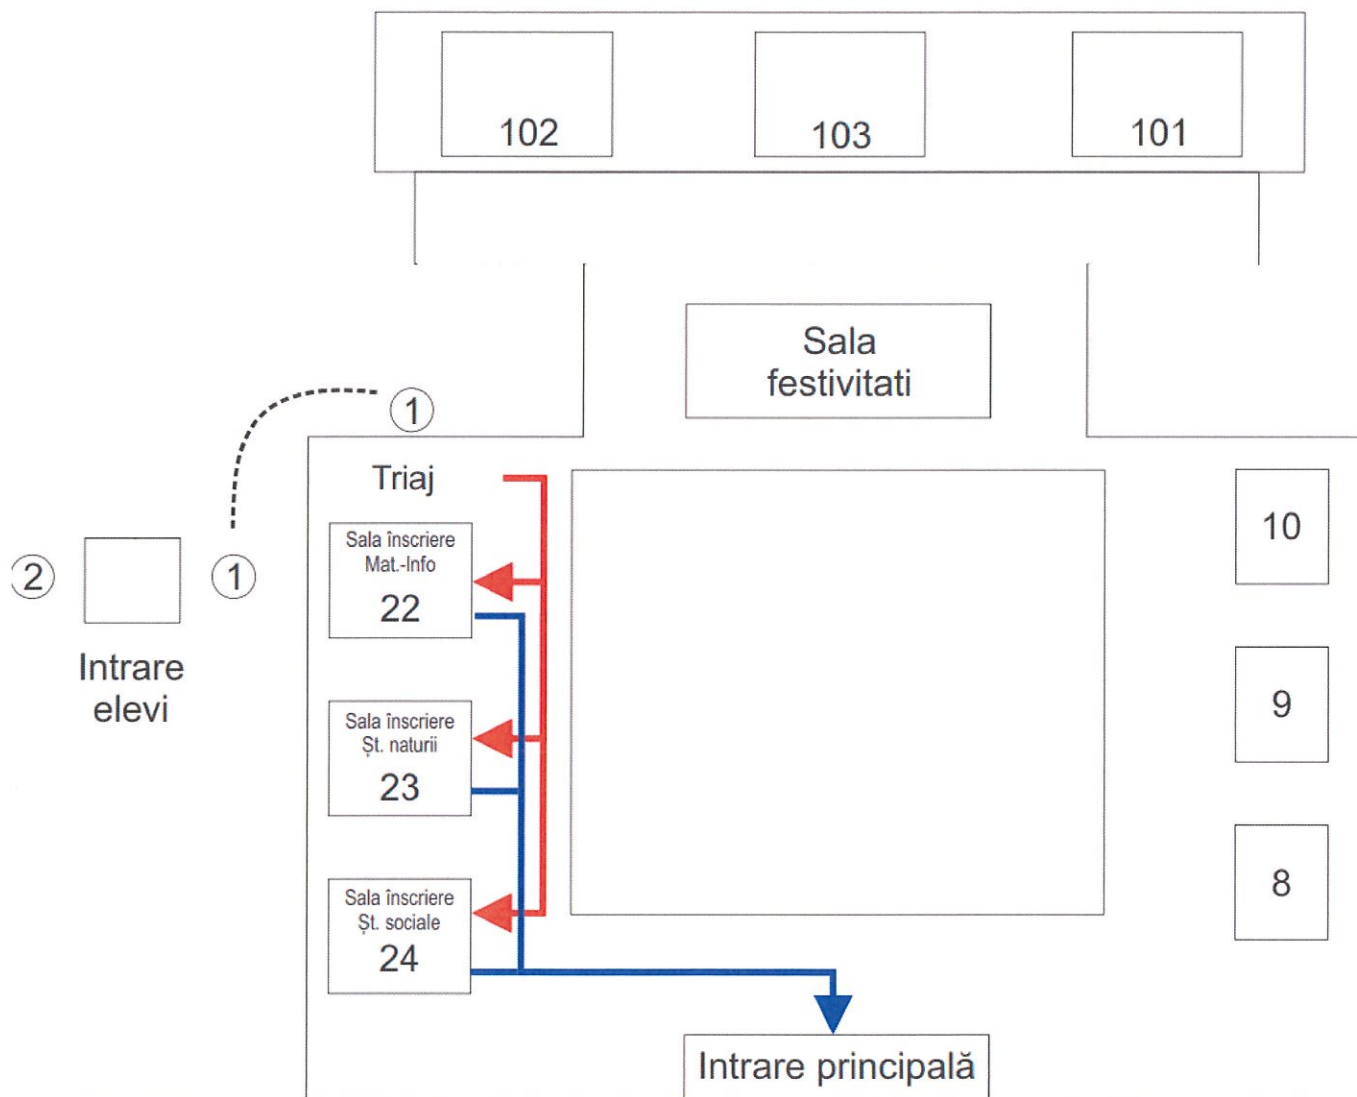 102
103
101
Sala
festivitati
1
Triaj
Sala înscriere
Mat.-Info
22
10
2
1
Intrare
elevi
Sala înscriere
Șt. naturii
23
9
Sala înscriere
Șt. sociale
24
8
Intrare principală